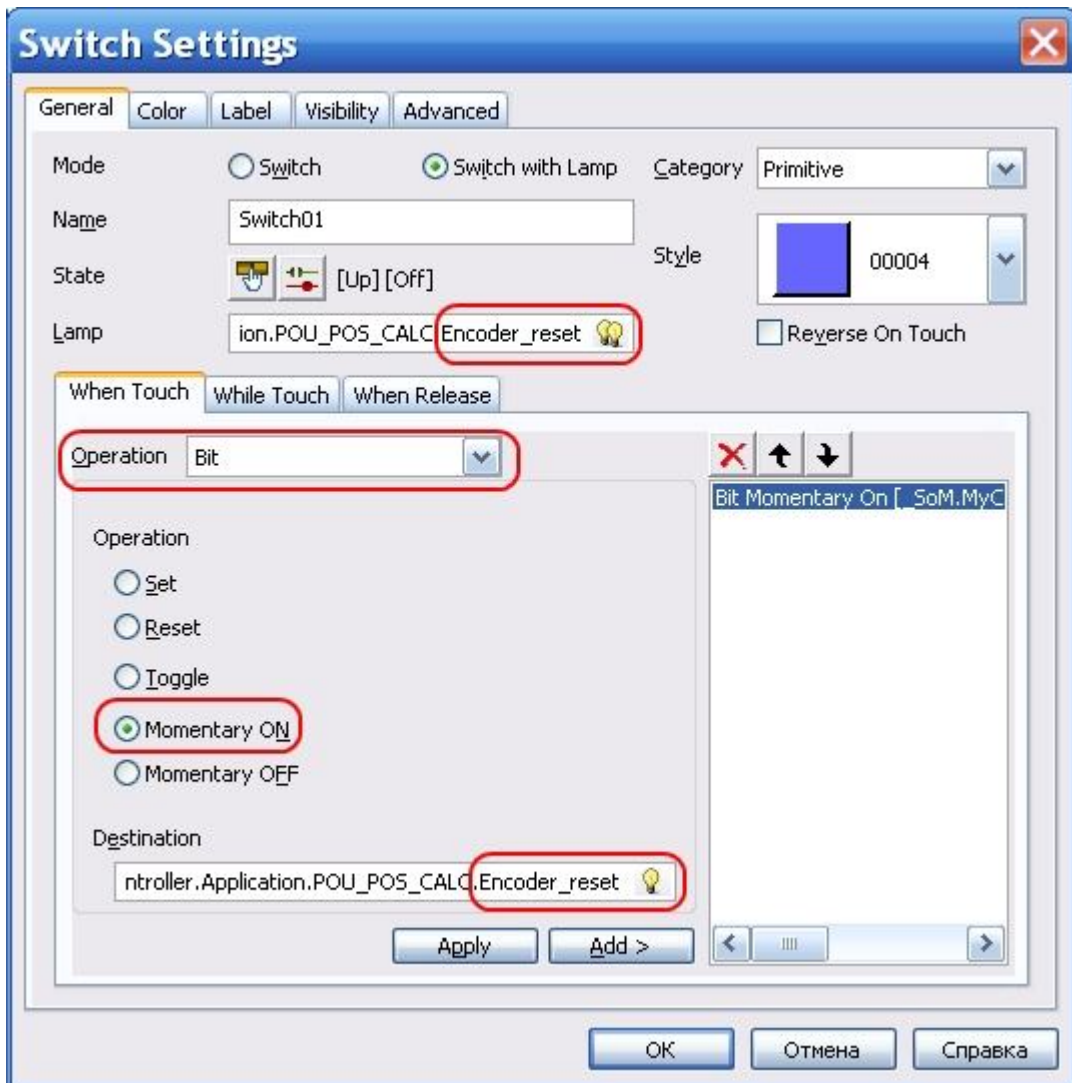 Switch Settings
General Color Label Visibility Advanced
Mode Switch Switch with Lamp Category Primitive
Name Switch01
Style 00004
State [Up] [Off]
Lamp ion.POU_POS_CALC.Encoder_reset Reverse On Touch
When Touch While Touch When Release
Operation Bit
Bit Momentary On [_SoM.MyC
Operation
Set
Reset
Toggle
Momentary ON
Momentary OFF
Destination
ntroller.Application.POU_POS_CALC.Encoder_reset
Apply Add >
OK Отмена Справка